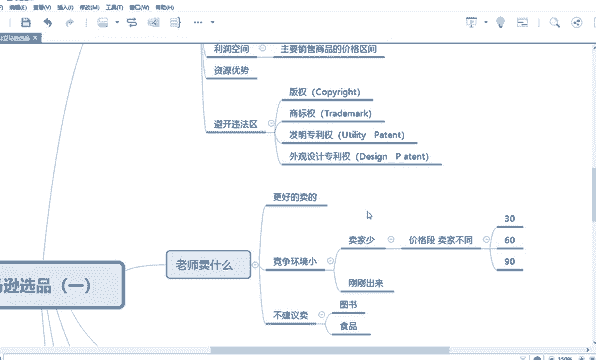 编辑(E) 查看(V) 插入(I) 修改(M) 工具(T) 窗口(W) 帮助(H)
利润空间 主要销售商品的价格区间
资源优势
避开违法区
版权（Copyright）
商标权（Trademark）
发明专利权（Utility Patent）
外观设计专利权（Design P atent）
老师卖什么
更好的卖的
竞争环境小
卖家少 价格段 卖家不同
30
60
90
刚刚出来
不建议卖
图书
食品
逊选品（一）
150%